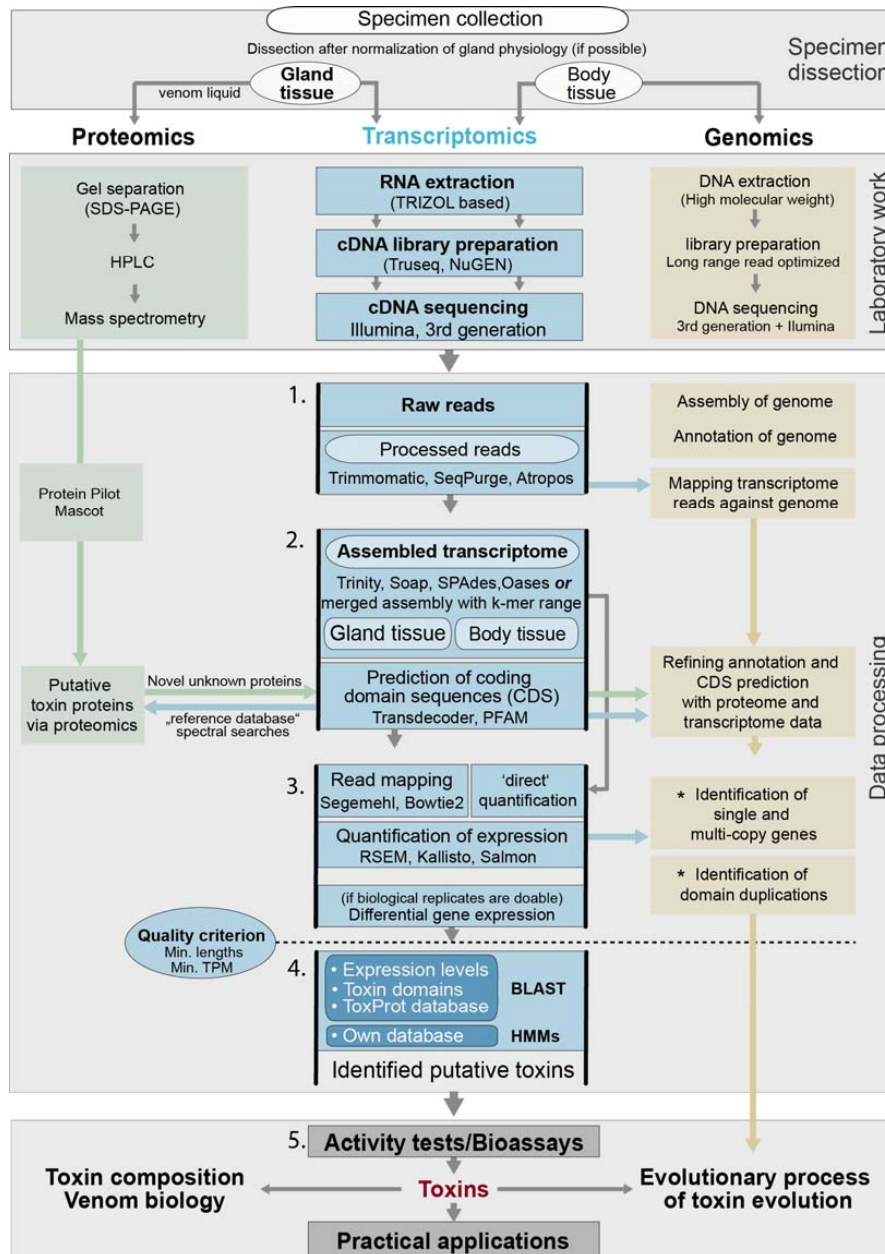 Specimen collection
Dissection after normalization of gland physiology (if possible)
Specimen
dissection
Gland
tissue
venom liquid
Body
tissue
Proteomics
Transcriptomics
Genomics
Laboratory work
Gel separation
(SDS-PAGE)
HPLC
Mass spectrometry
RNA extraction
(TRIZOL based)
cDNA library preparation
(Truseq, NuGEN)
cDNA sequencing
Illumina, 3rd generation
DNA extraction
(High molecular weight)
library preparation
Long range read optimized
DNA sequencing
3rd generation + Ilumina
Data processing
1.
Raw reads
Processed reads
Trimmomatic, SeqPurge, Atropos
Assembly of genome
Annotation of genome
Mapping transcriptome
reads against genome
Protein Pilot
Mascot
2.
Assembled transcriptome
Trinity, Soap, SPAdes,Oases or
merged assembly with k-mer range
Gland tissue
Body tissue
Prediction of coding
domain sequences (CDS)
Transdecoder, PFAM
Putative
toxin proteins
via proteomics
Novel unknown proteins
„reference database“
spectral searches
Refining annotation and
CDS prediction
with proteome and
transcriptome data
3.
Read mapping
Segemehl, Bowtie2
'direct'
quantification
Quantification of expression
RSEM, Kallisto, Salmon
(if biological replicates are doable)
Differential gene expression
* Identification of
single and
multi-copy genes
* Identification of
domain duplications
Quality criterion
Min. lengths
Min. TPM
4.
• Expression levels
• Toxin domains
• ToxProt database
BLAST
• Own database
HMMs
Identified putative toxins
5.
Activity tests/Bioassays
Toxin composition
Venom biology
Toxins
Evolutionary process
of toxin evolution
Practical applications